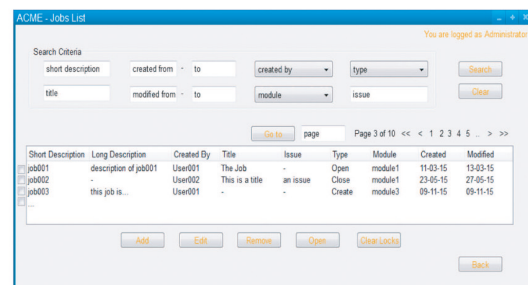 ACME - Jobs List
You are logged as Administrator
Search Criteria
short description created from - to created by type Search
title modified from - to module issue Clear
Go to page Page 3 of 10 << < 1 2 3 4 5 .. > >>
Short Description Long Description Created By Title Issue Type Module Created Modified
job001 description of job001 User001 The Job - Open module1 11-03-15 13-03-15
job002 - User002 This is a title an issue Close module1 23-05-15 27-05-15
job003 this job is... User001 - - Create module3 09-11-15 09-11-15
...
Add Edit Remove Open Clear Locks
Back